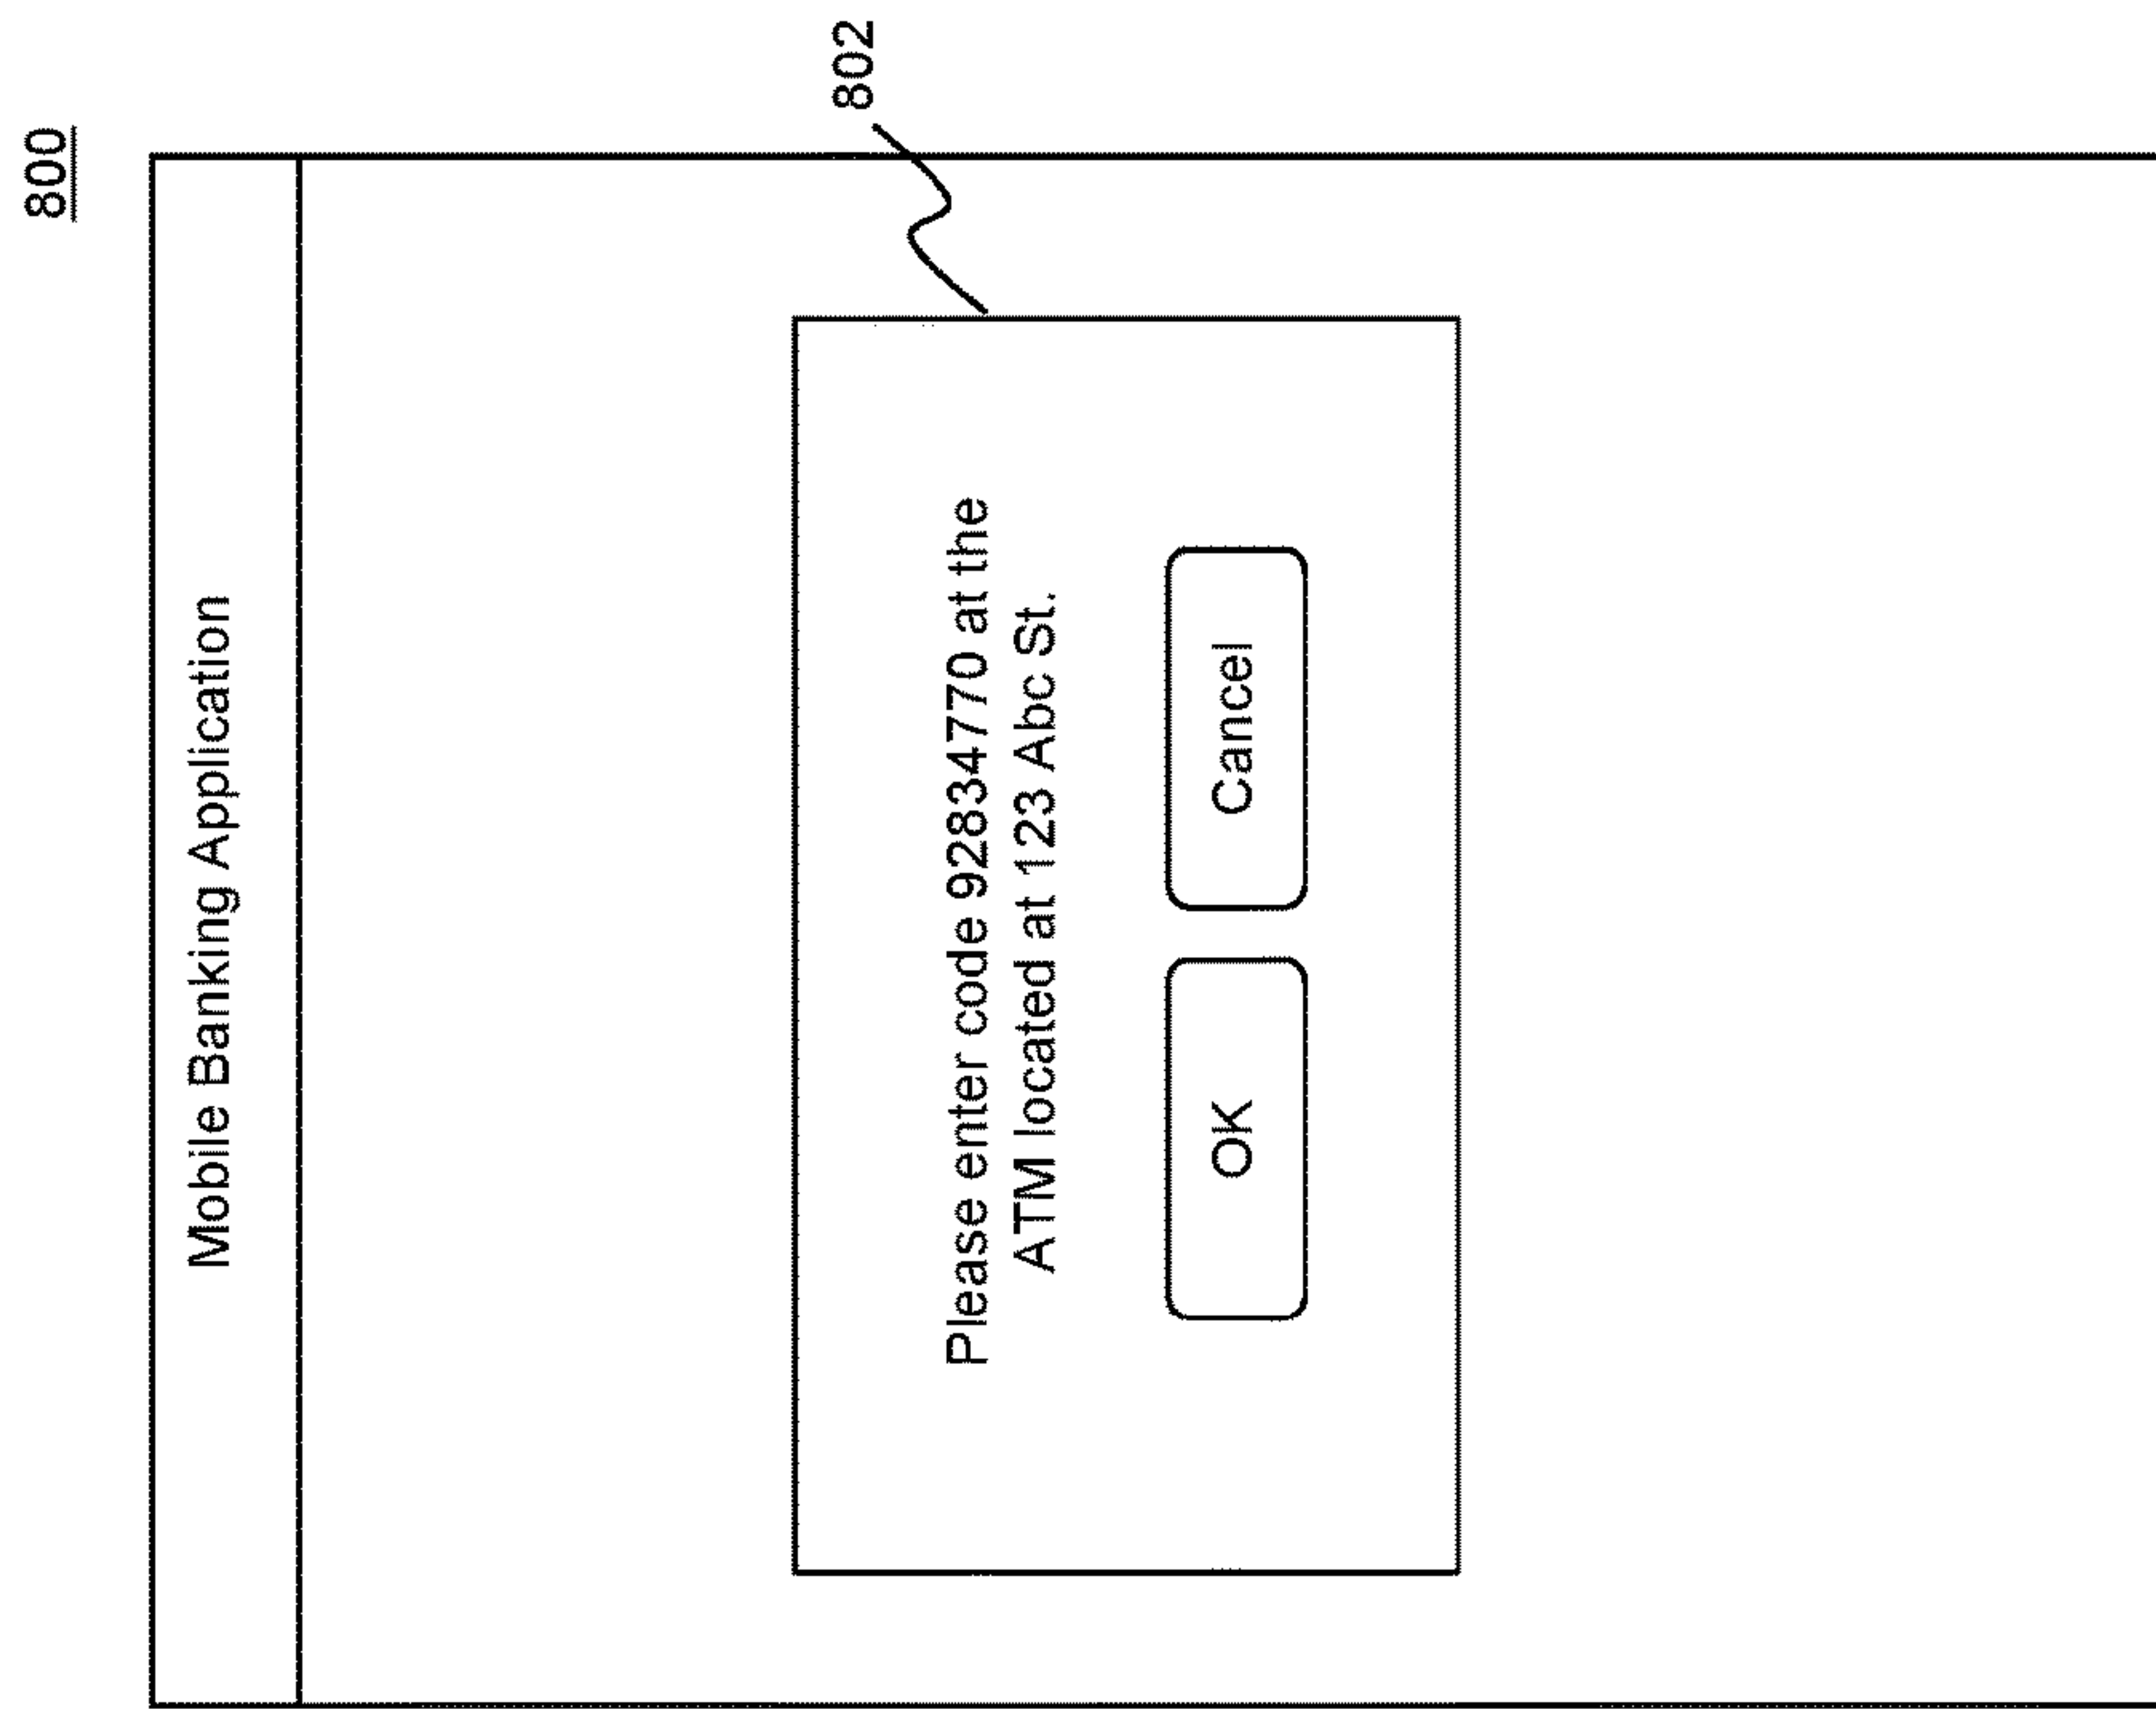 800
Mobile Banking Application
802
Please enter code 92834770 at the
ATM located at 123 Abc St.
OK
Cancel